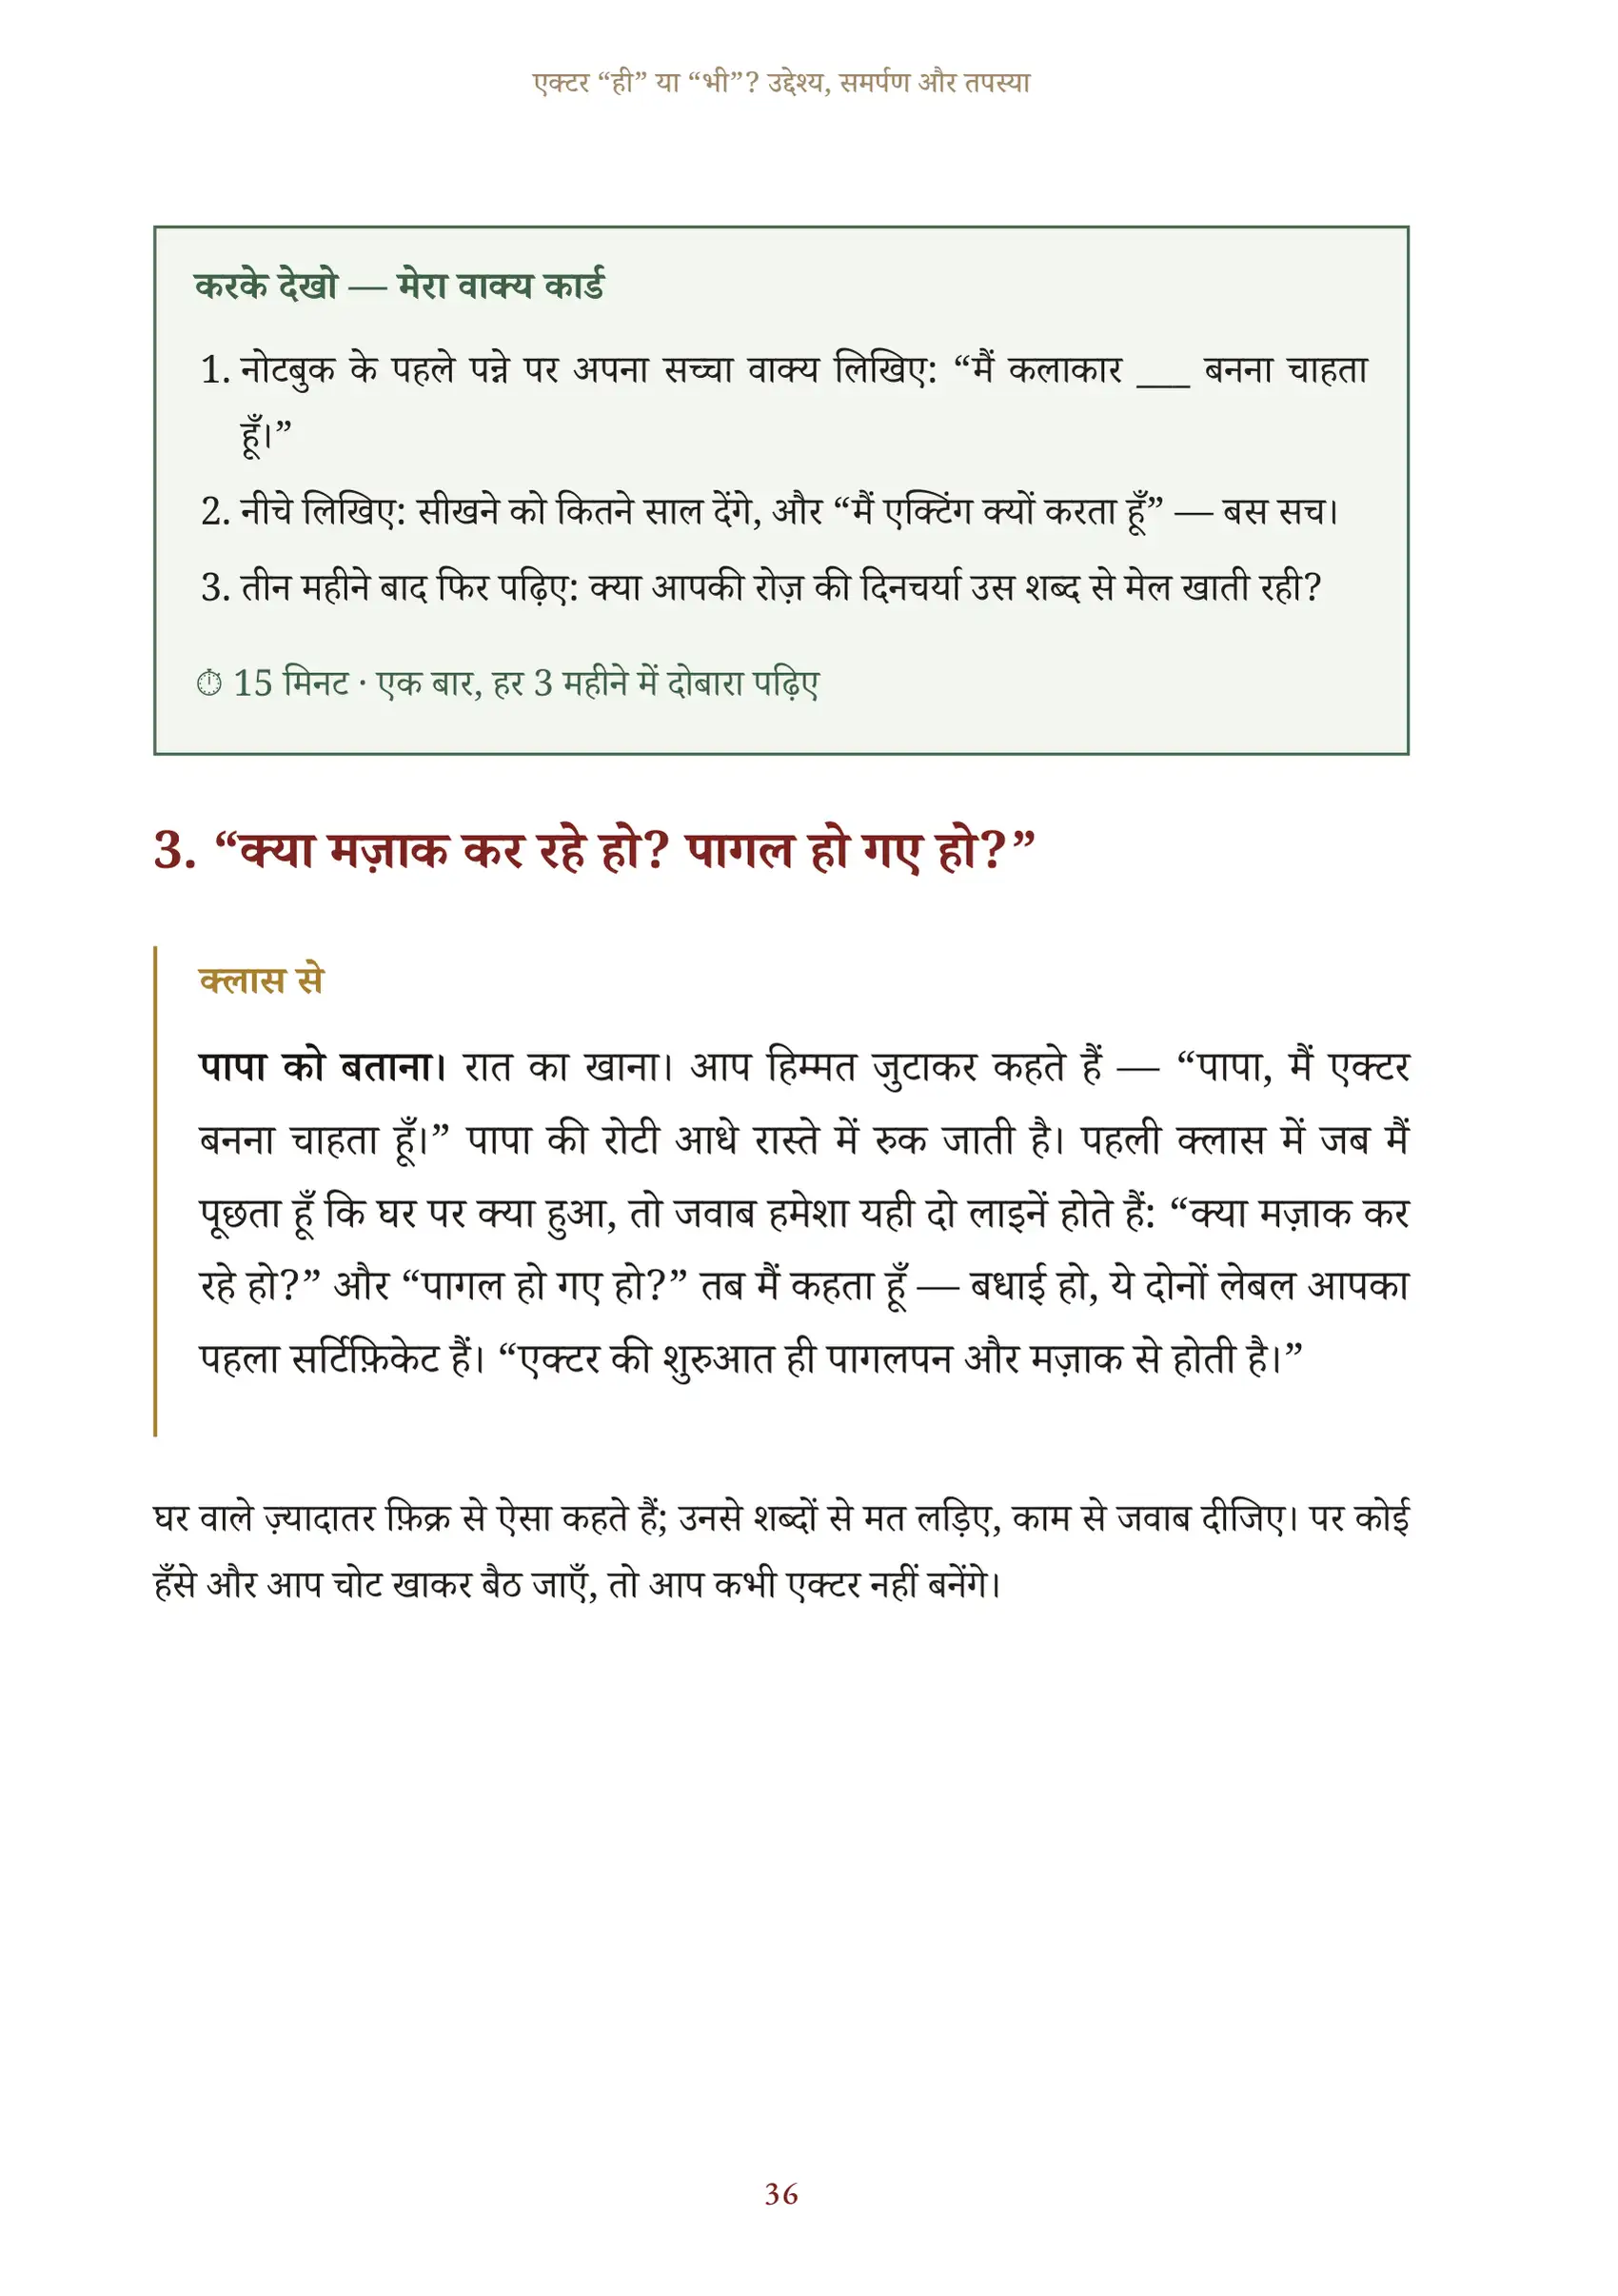 एक्टर “ही” या “भी”? उद्देश्य, समर्पण और तपस्या
करके देखो — मेरा वाक्य कार्ड
1. नोटबुक के पहले पन्ने पर अपना सच्चा वाक्य लिखिए: “मैं कलाकार ___ बनना चाहता
हूँ।”
2. नीचे लिखिए: सीखने को कितने साल देंगे, और “मैं एक्टिंग क्यों करता हूँ” — बस सच।
3. तीन महीने बाद फिर पढ़िए: क्या आपकी रोज़ की दिनचर्या उस शब्द से मेल खाती रही?
⏱ 15 मिनट · एक बार, हर 3 महीने में दोबारा पढ़िए
3. “क्या मज़ाक कर रहे हो? पागल हो गए हो?”
क्लास से
पापा को बताना। रात का खाना। आप हिम्मत जुटाकर कहते हैं — “पापा, मैं एक्टर
बनना चाहता हूँ।” पापा की रोटी आधे रास्ते में रुक जाती है। पहली क्लास में जब मैं
पूछता हूँ कि घर पर क्या हुआ, तो जवाब हमेशा यही दो लाइनें होते हैं: “क्या मज़ाक कर
रहे हो?” और “पागल हो गए हो?” तब मैं कहता हूँ — बधाई हो, ये दोनों लेबल आपका
पहला सर्टिफ़िकेट हैं। “एक्टर की शुरुआत ही पागलपन और मज़ाक से होती है।”
घर वाले ज़्यादातर फ़िक्र से ऐसा कहते हैं; उनसे शब्दों से मत लड़िए, काम से जवाब दीजिए। पर कोई
हँसे और आप चोट खाकर बैठ जाएँ, तो आप कभी एक्टर नहीं बनेंगे।
36